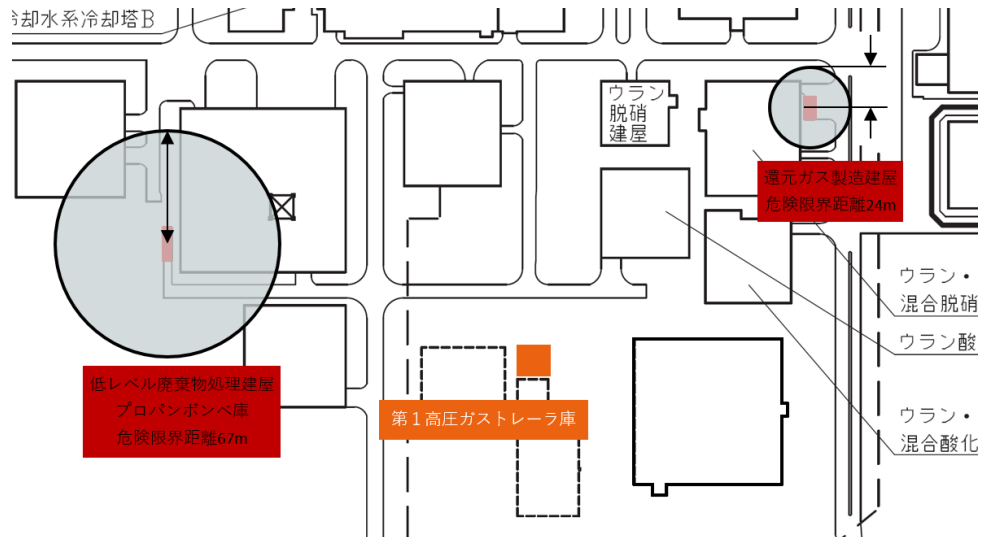 冷却水系冷却塔B
ウラン
脱硝
建屋
還元ガス製造建屋
危険限界距離24m
ウラン・
混合脱硝
ウラン酸
低レベル廃棄物処理建屋
プロパンボンベ庫
危険限界距離67m
第1高圧ガストレーラ庫
ウラン・
混合酸化